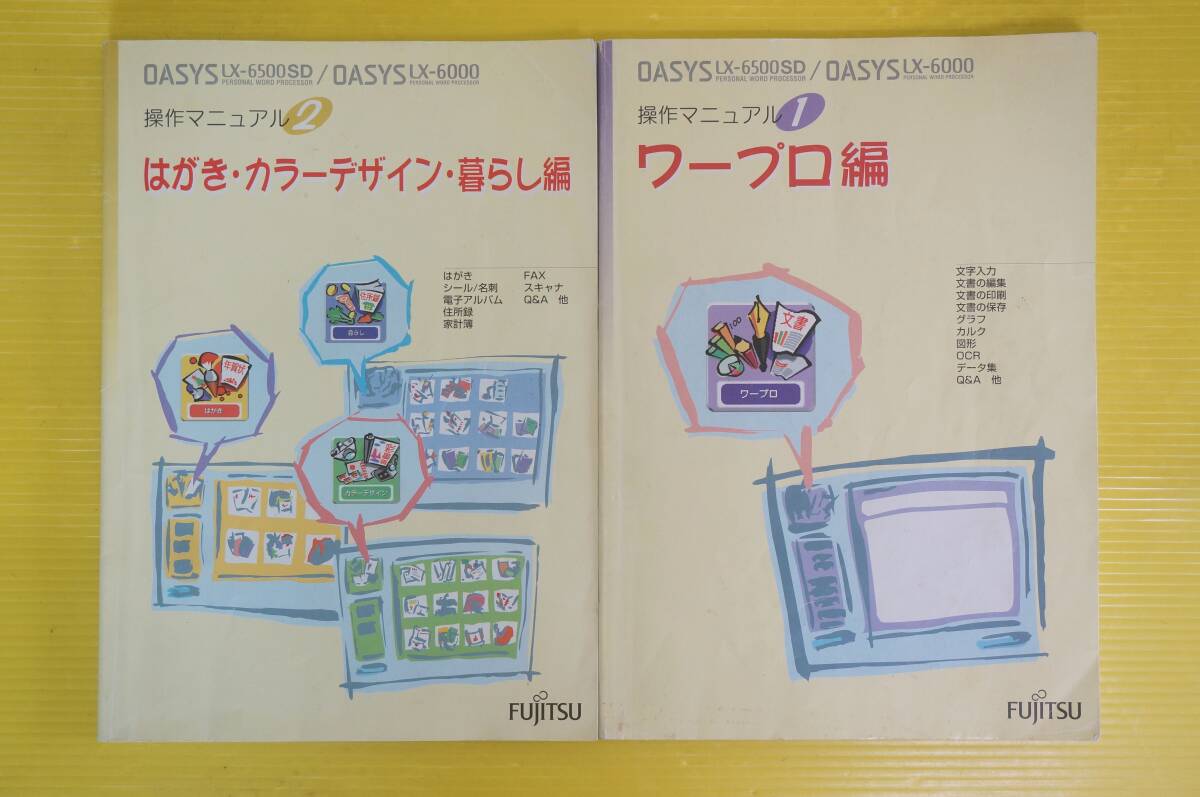 OASYS LX-6500SD / OASYS LX-6000
PERSONAL WORD PROCESSOR PERSONAL WORD PROCESSOR
操作マニュアル 2
はがき・カラーデザイン・暮らし編
はがき FAX
シール/名刺 スキャナ
電子アルバム Q&A 他
住所録
家計簿
住所録
暮らし
年賀状
はがき
カラーデザイン
FUJITSU
OASYS LX-6500SD / OASYS LX-6000
PERSONAL WORD PROCESSOR PERSONAL WORD PROCESSOR
操作マニュアル 1
ワープロ編
文字入力
文書の編集
文書の印刷
文書の保存
グラフ
カルク
図形
OCR
データ集
Q&A 他
100
文書
ワープロ
FUJITSU